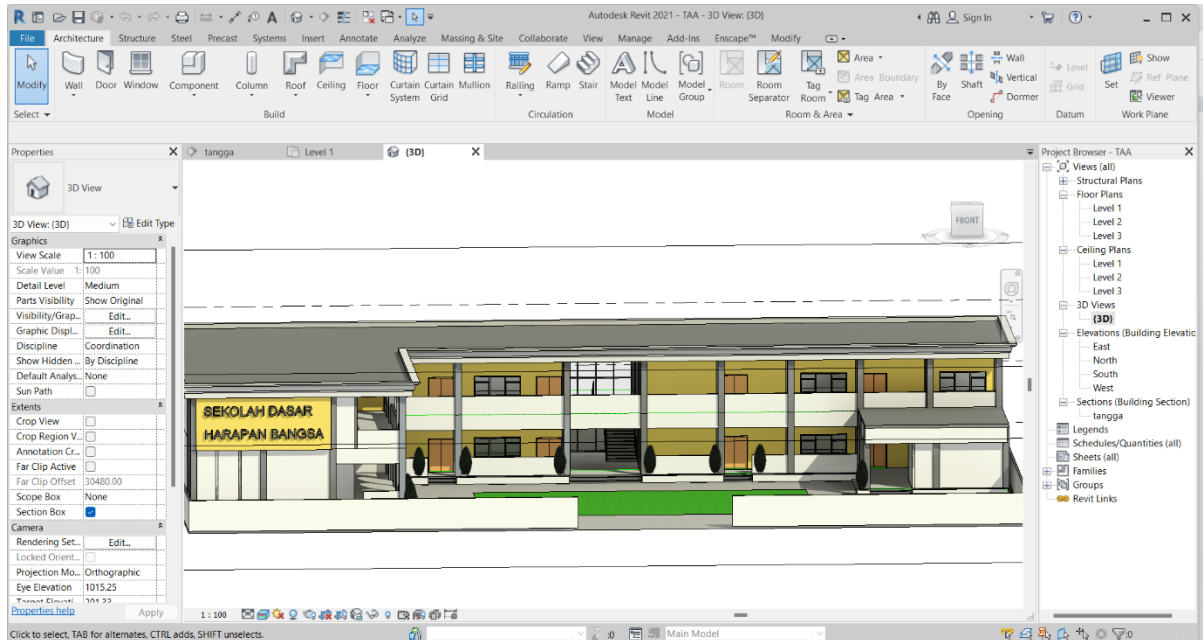 Autodesk Revit 2021 - TAA - 3D View: {3D}
Sign In
File Architecture Structure Steel Precast Systems Insert Annotate Analyze Massing & Site Collaborate View Manage Add-Ins Enscape™ Modify
Modify Wall Door Window Component Column Roof Ceiling Floor Curtain System Curtain Grid Mullion Railing Ramp Stair Model Text Model Line Model Group Room Room Separator Tag Room
Area
Area Boundary
Tag Area
By Face Shaft
Wall
Vertical
Dormer
Level
Grid
Set
Show
Ref Plane
Viewer
Select Build Circulation Model Room & Area Opening Datum Work Plane
Properties
3D View
3D View: {3D} Edit Type
Graphics
View Scale 1 : 100
Scale Value 1: 100
Detail Level Medium
Parts Visibility Show Original
Visibility/Grap... Edit...
Graphic Displ... Edit...
Discipline Coordination
Show Hidden ... By Discipline
Default Analys... None
Sun Path
Extents
Crop View
Crop Region V...
Annotation Cr...
Far Clip Active
Far Clip Offset 30480.00
Scope Box None
Section Box
Camera
Rendering Set... Edit...
Locked Orient...
Projection Mo... Orthographic
Eye Elevation 1015.25
Properties help Apply
tangga Level 1 {3D}
FRONT
SEKOLAH DASAR
HARAPAN BANGSA
1 : 100
Project Browser - TAA
Views (all)
Structural Plans
Floor Plans
Level 1
Level 2
Level 3
Ceiling Plans
Level 1
Level 2
Level 3
3D Views
{3D}
Elevations (Building Elevatic
East
North
South
West
Sections (Building Section)
tangga
Legends
Schedules/Quantities (all)
Sheets (all)
Families
Groups
Revit Links
Click to select, TAB for alternates, CTRL adds, SHIFT unselects.
:0 Main Model